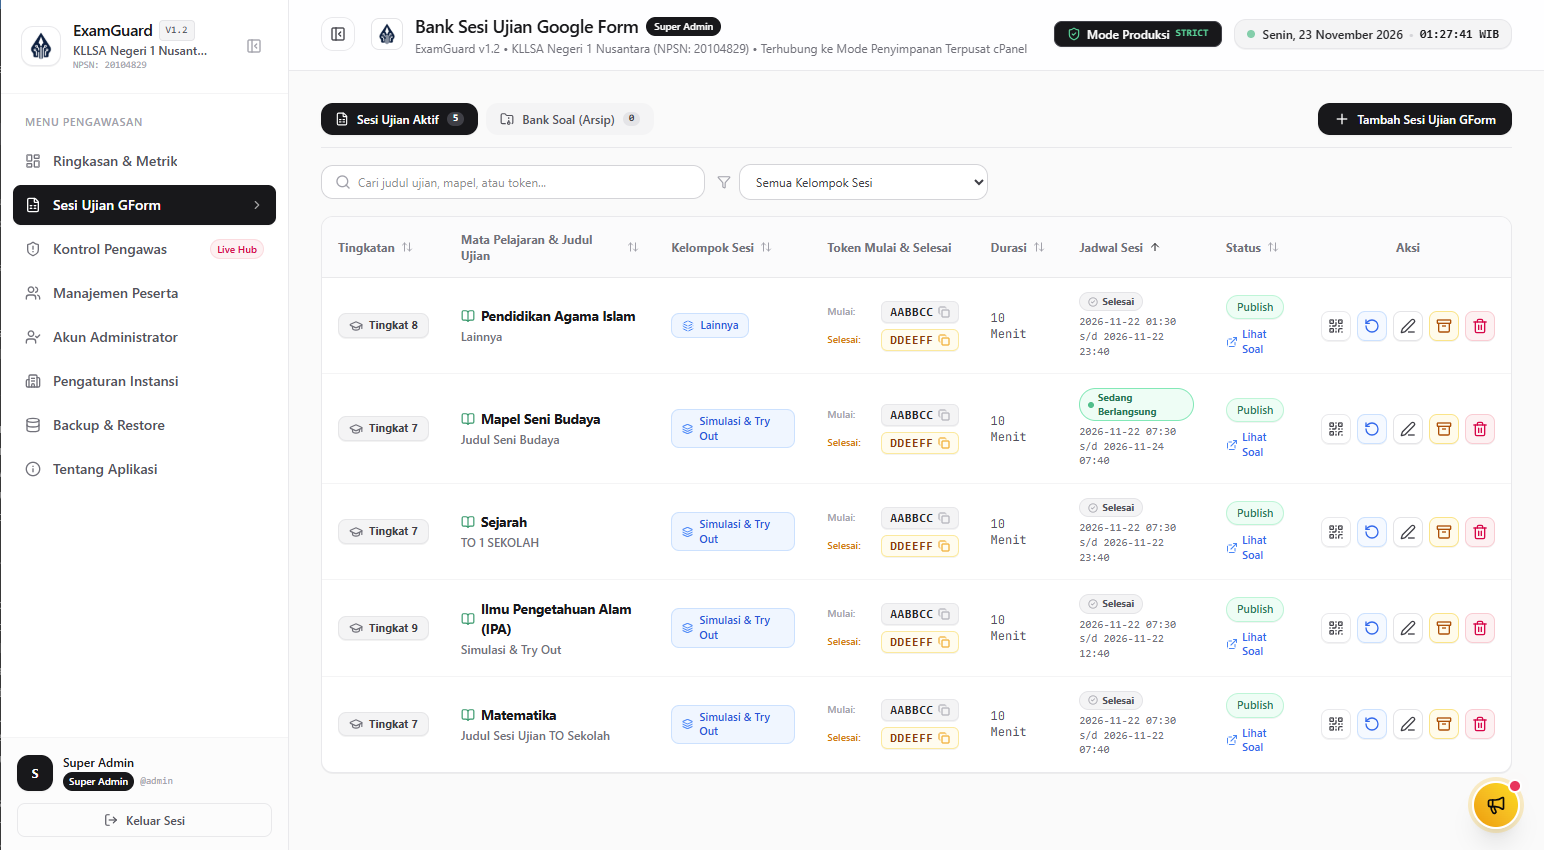 ExamGuard V1.2
KLLSA Negeri 1 Nusant...
NPSN: 20104829
MENU PENGAWASAN
Ringkasan & Metrik
Sesi Ujian GForm
Kontrol Pengawas Live Hub
Manajemen Peserta
Akun Administrator
Pengaturan Instansi
Backup & Restore
Tentang Aplikasi
S
Super Admin
Super Admin @admin
Keluar Sesi
Bank Sesi Ujian Google Form Super Admin
ExamGuard v1.2 • KLLSA Negeri 1 Nusantara (NPSN: 20104829) • Terhubung ke Mode Penyimpanan Terpusat cPanel
Mode Produksi STRICT
Senin, 23 November 2026 · 01:27:41 WIB
Sesi Ujian Aktif 5
Bank Soal (Arsip) 0
Tambah Sesi Ujian GForm
Cari judul ujian, mapel, atau token...
Semua Kelompok Sesi
Tingkatan
Mata Pelajaran & Judul
Ujian
Kelompok Sesi
Token Mulai & Selesai
Durasi
Jadwal Sesi
Status
Aksi
Tingkat 8
Pendidikan Agama Islam
Lainnya
Lainnya
Mulai: AABBCC
Selesai: DDEEFF
10
Menit
Selesai
2026-11-22 01:30
s/d 2026-11-22
23:40
Publish
Lihat
Soal
Tingkat 7
Mapel Seni Budaya
Judul Seni Budaya
Simulasi & Try
Out
Mulai: AABBCC
Selesai: DDEEFF
10
Menit
Sedang
Berlangsung
2026-11-22 07:30
s/d 2026-11-24
07:40
Publish
Lihat
Soal
Tingkat 7
Sejarah
TO 1 SEKOLAH
Simulasi & Try
Out
Mulai: AABBCC
Selesai: DDEEFF
10
Menit
Selesai
2026-11-22 07:30
s/d 2026-11-22
23:40
Publish
Lihat
Soal
Tingkat 9
Ilmu Pengetahuan Alam
(IPA)
Simulasi & Try Out
Simulasi & Try
Out
Mulai: AABBCC
Selesai: DDEEFF
10
Menit
Selesai
2026-11-22 07:30
s/d 2026-11-22
12:40
Publish
Lihat
Soal
Tingkat 7
Matematika
Judul Sesi Ujian TO Sekolah
Simulasi & Try
Out
Mulai: AABBCC
Selesai: DDEEFF
10
Menit
Selesai
2026-11-22 07:30
s/d 2026-11-22
07:40
Publish
Lihat
Soal